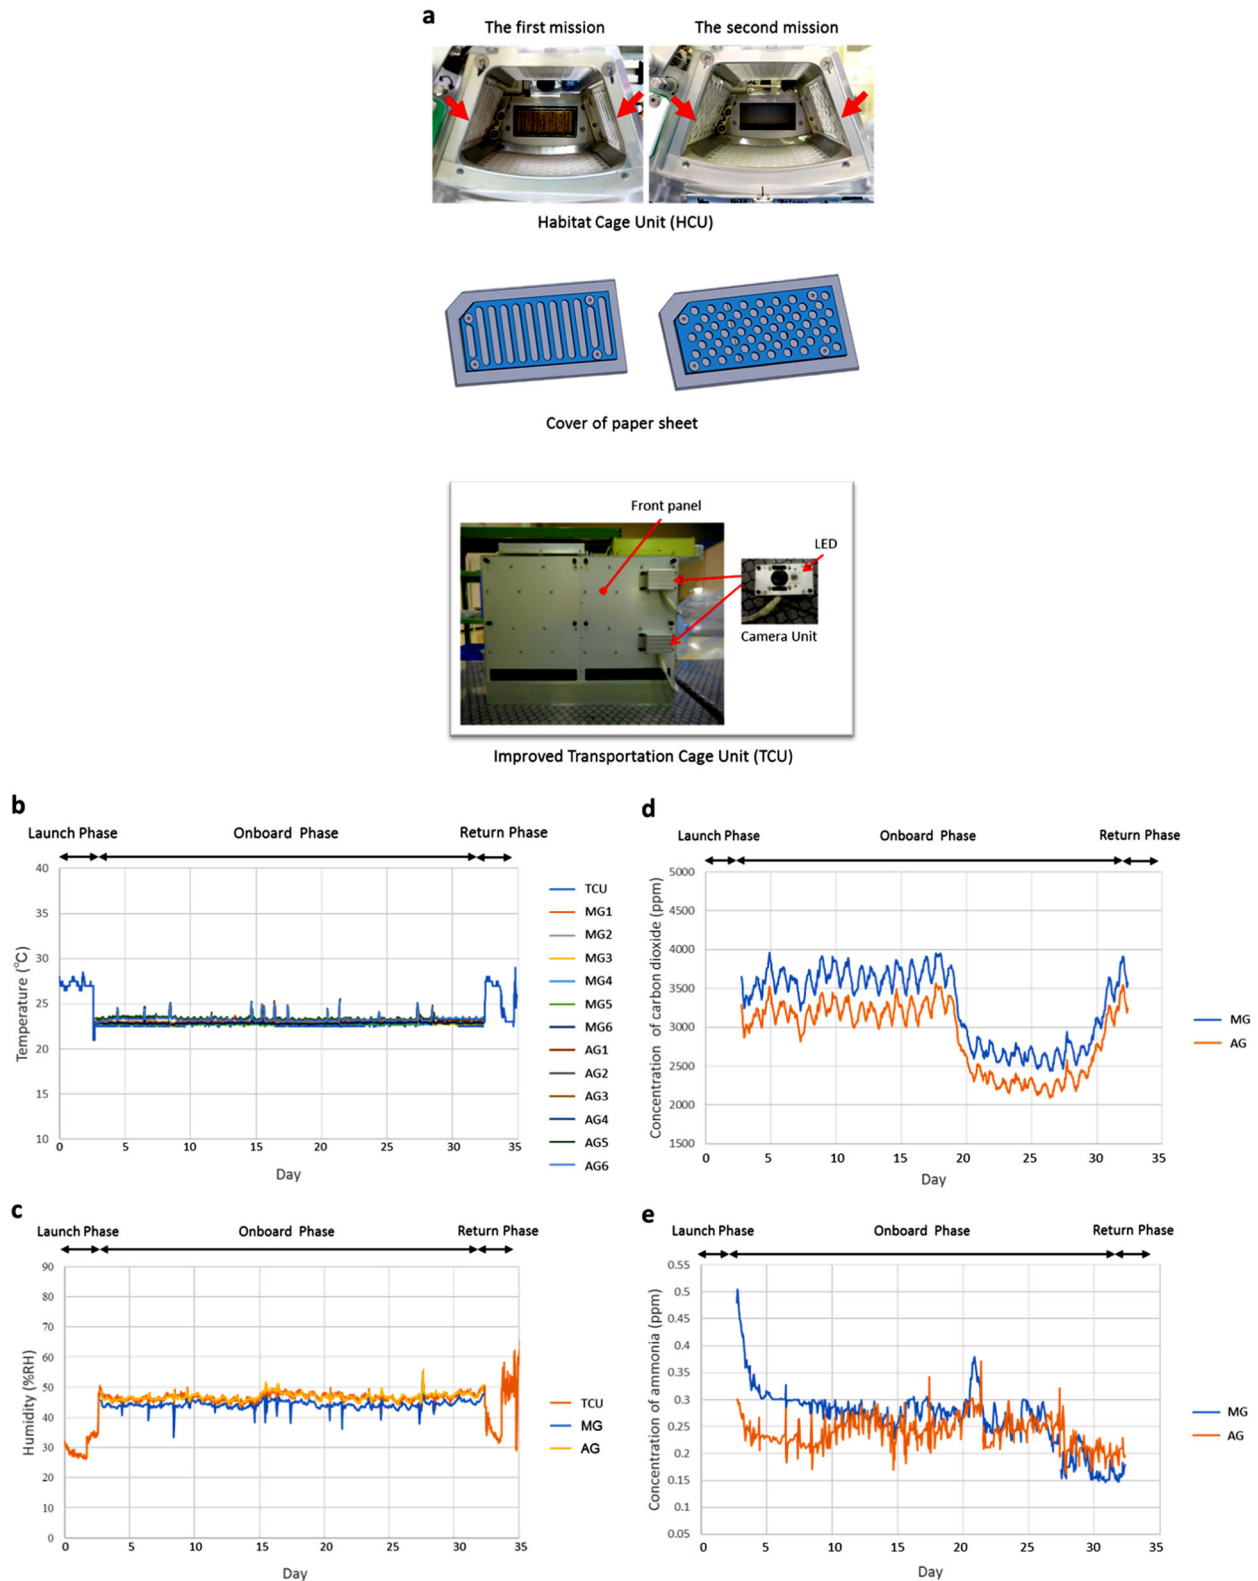 a
The first mission
The second mission
Habitat Cage Unit (HCU)
Cover of paper sheet
Front panel
LED
Camera Unit
Improved Transportation Cage Unit (TCU)
b
Launch Phase
Onboard Phase
Return Phase
Temperature (°C)
40
35
30
25
20
15
10
0
5
10
15
20
25
30
35
Day
TCU
MG1
MG2
MG3
MG4
MG5
MG6
AG1
AG2
AG3
AG4
AG5
AG6
d
Launch Phase
Onboard Phase
Return Phase
Concentration of carbon dioxide (ppm)
5000
4500
4000
3500
3000
2500
2000
1500
0
5
10
15
20
25
30
35
Day
MG
AG
c
Launch Phase
Onboard Phase
Return Phase
Humidity (%RH)
90
80
70
60
50
40
30
20
10
0
0
5
10
15
20
25
30
35
Day
TCU
MG
AG
e
Launch Phase
Onboard Phase
Return Phase
Concentration of ammonia (ppm)
0.55
0.5
0.45
0.4
0.35
0.3
0.25
0.2
0.15
0.1
0.05
0
5
10
15
20
25
30
35
Day
MG
AG